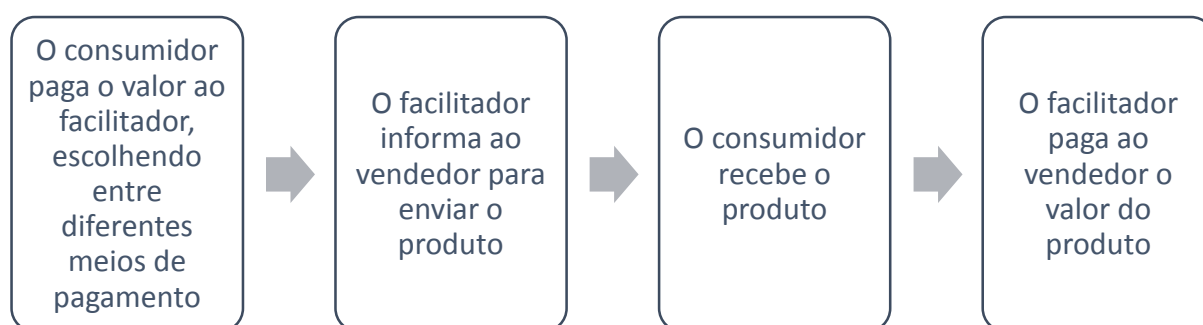 O consumidor
paga o valor ao
facilitador,
escolhendo
entre
diferentes
meios de
pagamento
O facilitador
informa ao
vendedor para
enviar o
produto
O consumidor
recebe o
produto
O facilitador
paga ao
vendedor o
valor do
produto